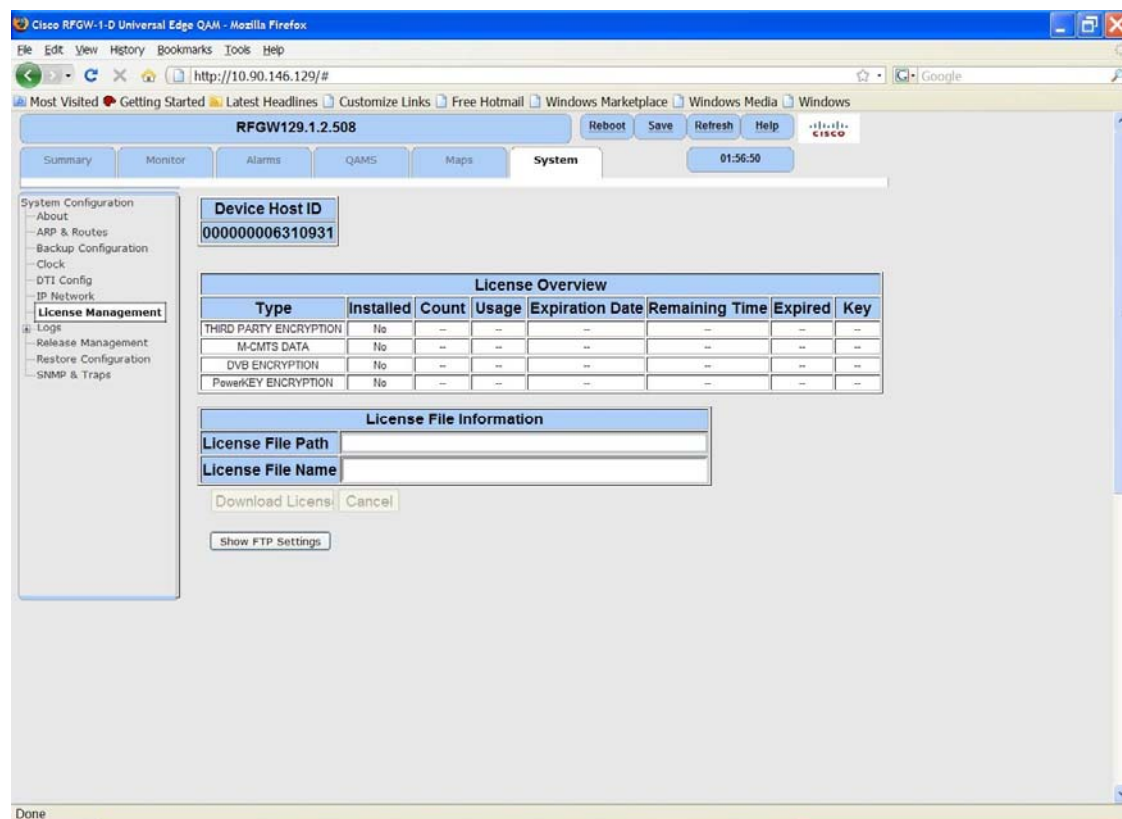 Cisco RFGW-1-D Universal Edge QAM - Mozilla Firefox
File Edit View History Bookmarks Tools Help
http://10.90.146.129/# Google
Most Visited Getting Started Latest Headlines Customize Links Free Hotmail Windows Marketplace Windows Media Windows
RFGW129.1.2.508 Reboot Save Refresh Help CISCO
Summary Monitor Alarms QAMS Maps System 01:56:50
System Configuration
About
ARP & Routes
Backup Configuration
Clock
DTI Config
IP Network
License Management
Logs
Release Management
Restore Configuration
SNMP & Traps
Device Host ID
000000006310931
License Overview
Type Installed Count Usage Expiration Date Remaining Time Expired Key
THIRD PARTY ENCRYPTION No -- -- -- -- -- --
M-CMTS DATA No -- -- -- -- -- --
DVB ENCRYPTION No -- -- -- -- -- --
PowerKEY ENCRYPTION No -- -- -- -- -- --
License File Information
License File Path
License File Name
Download Licens Cancel
Show FTP Settings
Done